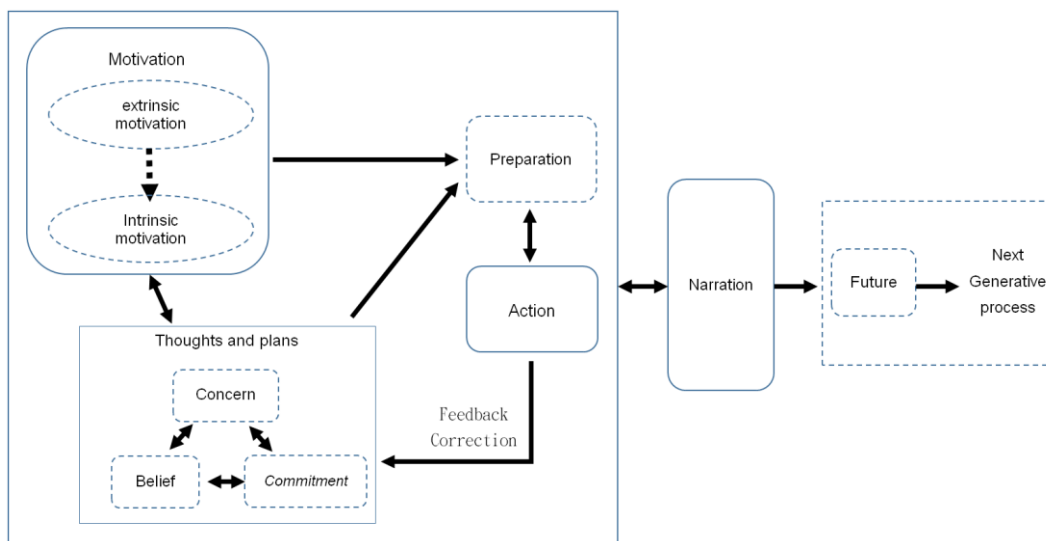 Motivation
extrinsic
motivation
Intrinsic
motivation
Thoughts and plans
Concern
Belief
Commitment
Preparation
Action
Feedback
Correction
Narration
Future
Next
Generative
process